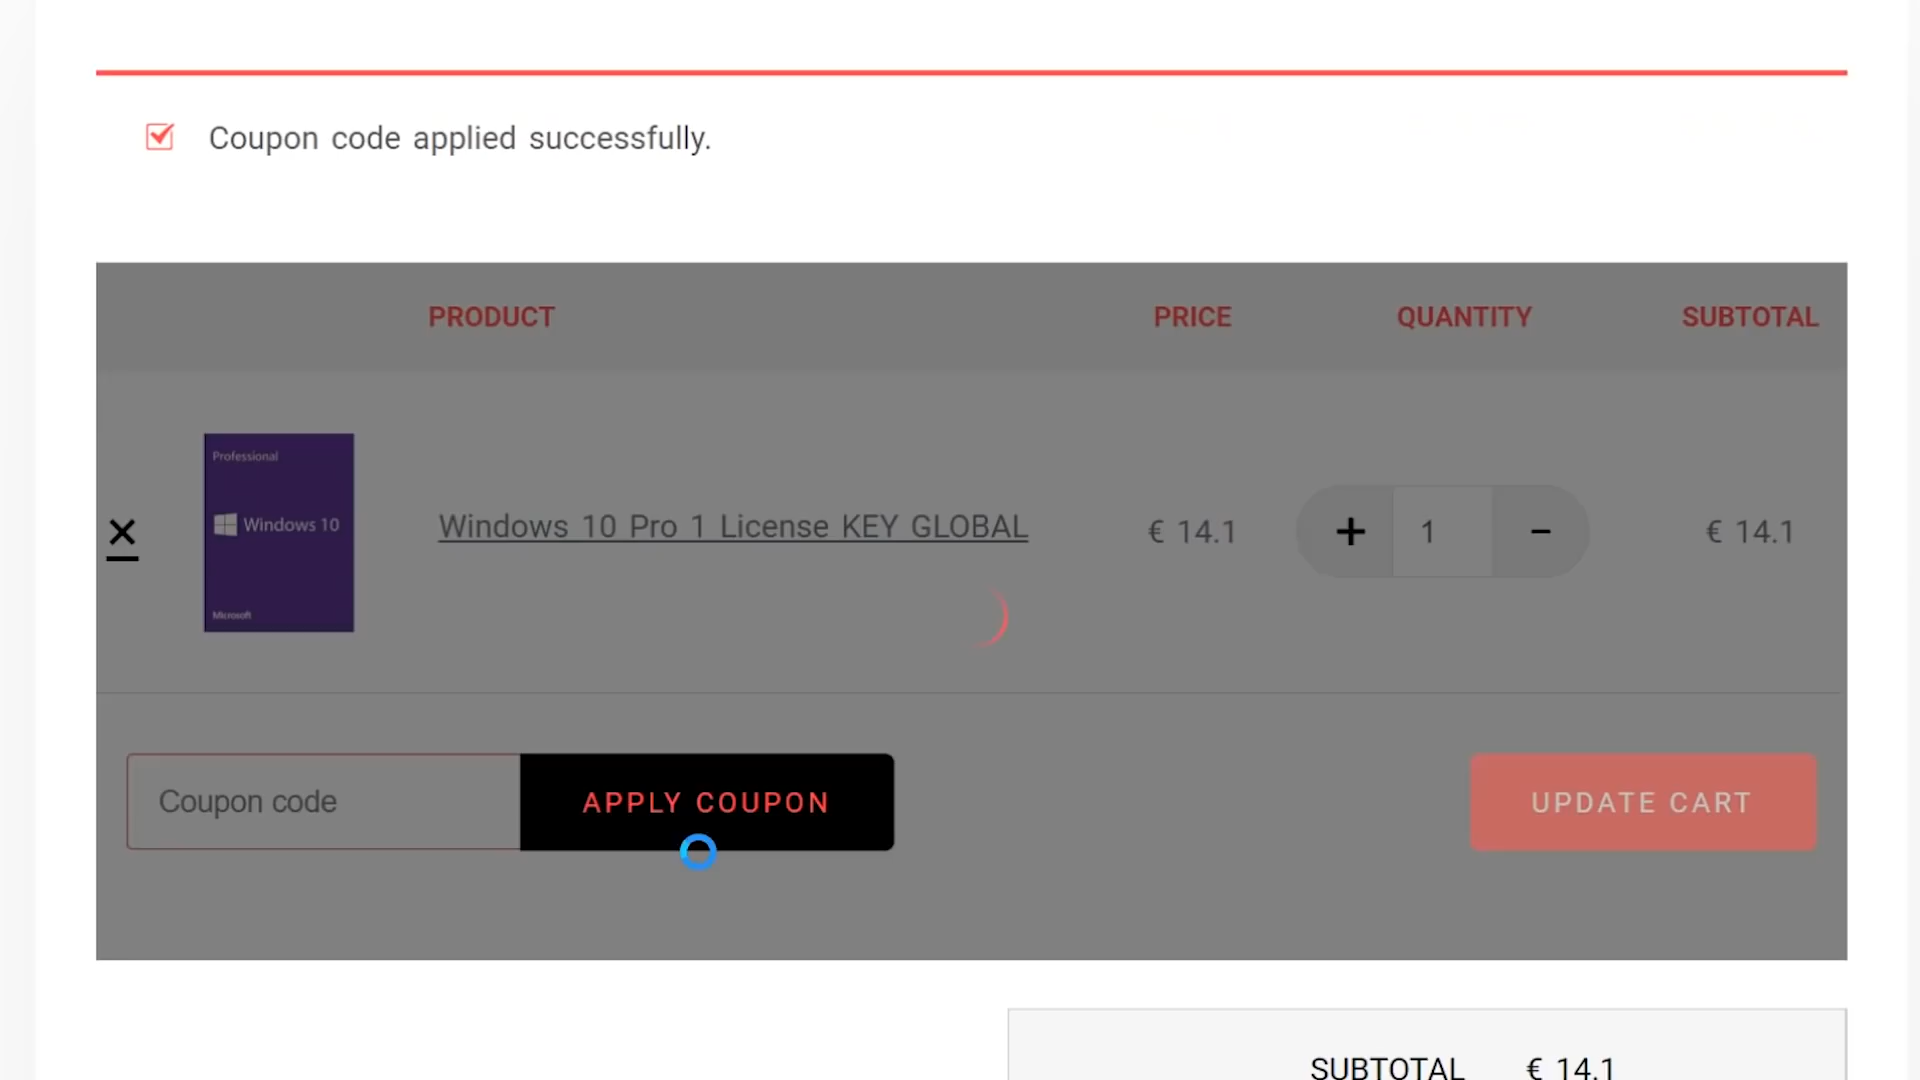 Coupon code applied successfully.
PRODUCT PRICE QUANTITY SUBTOTAL
Professional
Windows 10
Microsoft
× Windows 10 Pro 1 License KEY GLOBAL € 14.1 + 1 - € 14.1
Coupon code APPLY COUPON UPDATE CART
SUBTOTAL € 14.1